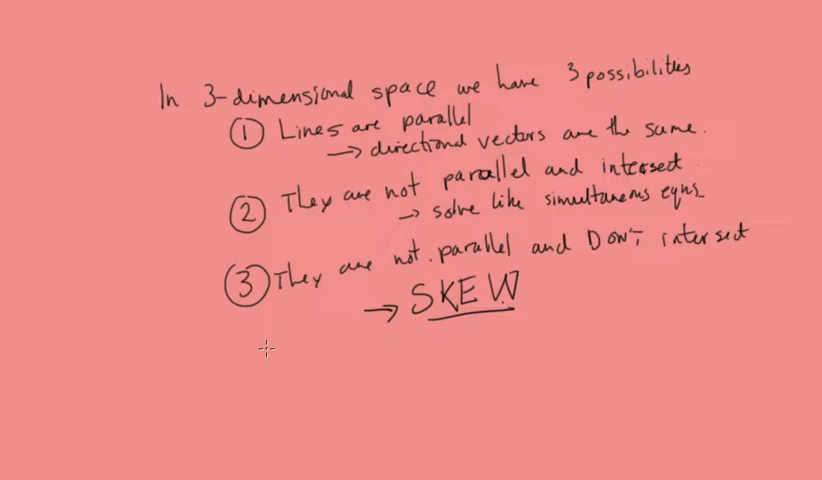 In 3-dimensional space we have 3 possibilities
① Lines are parallel
→ directional vectors are the same.
② They are not parallel and intersect.
→ solve like simultaneous eqns
③ They are not parallel and DON'T intersect
→ SKEW